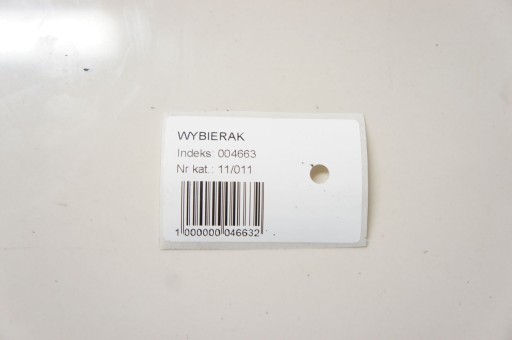 WYBIERAK
Indeks: 004663
Nr kat.: 11/011
1 000000 046632